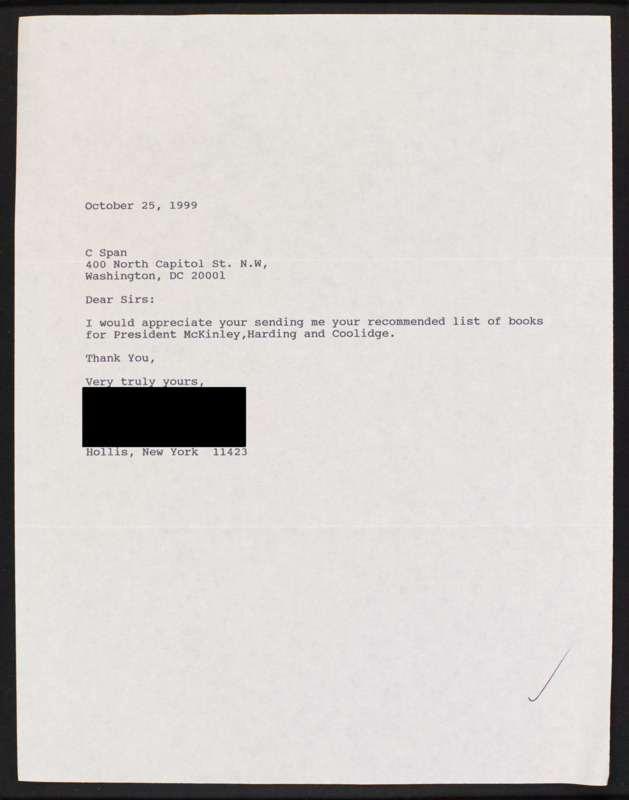 October 25, 1999
C Span
400 North Capitol St. N.W,
Washington, DC 20001
Dear Sirs:
I would appreciate your sending me your recommended list of books
for President McKinley,Harding and Coolidge.
Thank You,
Very truly yours,
Hollis, New York  11423